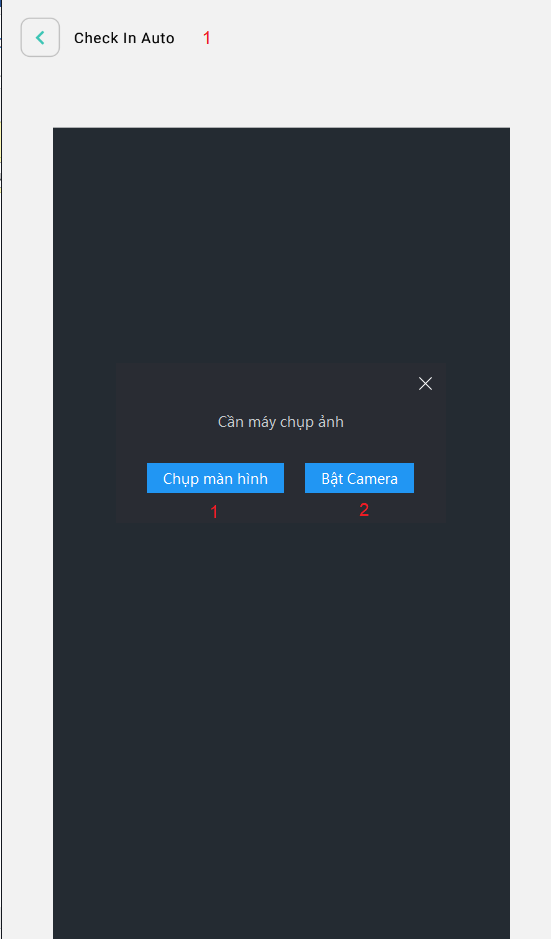 Check In Auto 1
Cần máy chụp ảnh
Chụp màn hình Bật Camera
1 2